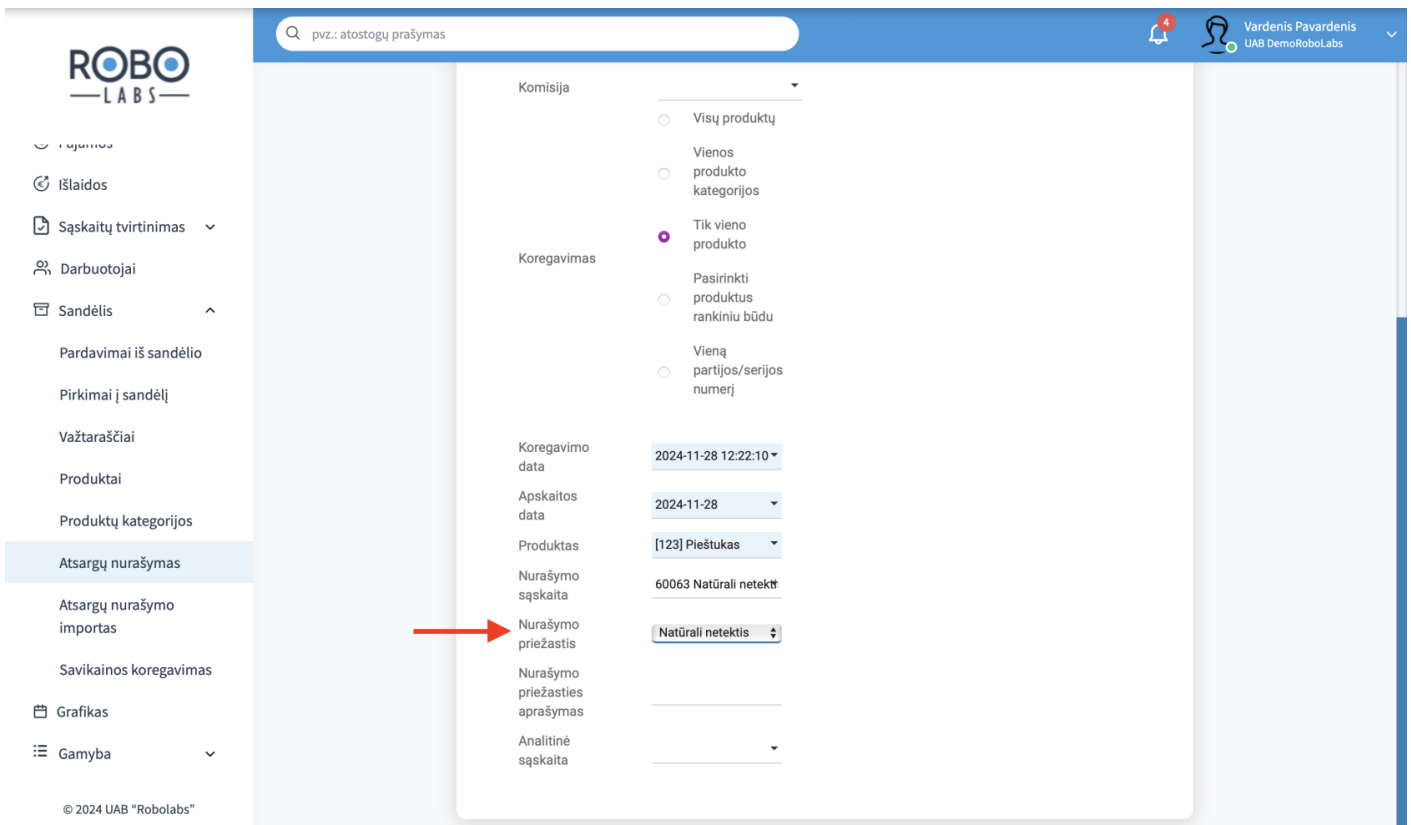 ROBO
LABS
pvz.: atostogų prašymas
4
Vardenis Pavardenis
UAB DemoRoboLabs
Pajamos
Išlaidos
Sąskaitų tvirtinimas
Darbuotojai
Sandėlis
Pardavimai iš sandėlio
Pirkimai į sandėlį
Važtaraščiai
Produktai
Produktų kategorijos
Atsargų nurašymas
Atsargų nurašymo
importas
Savikainos koregavimas
Grafikas
Gamyba
© 2024 UAB “Robolabs”
Komisija
Koregavimas
Visų produktų
Vienos
produkto
kategorijos
Tik vieno
produkto
Pasirinkti
produktus
rankiniu būdu
Vieną
partijos/serijos
numerį
Koregavimo
data
2024-11-28 12:22:10
Apskaitos
data
2024-11-28
Produktas
[123] Pieštukas
Nurašymo
sąskaita
60063 Natūrali netekt
Nurašymo
priežastis
Natūrali netektis
Nurašymo
priežasties
aprašymas
Analitinė
sąskaita